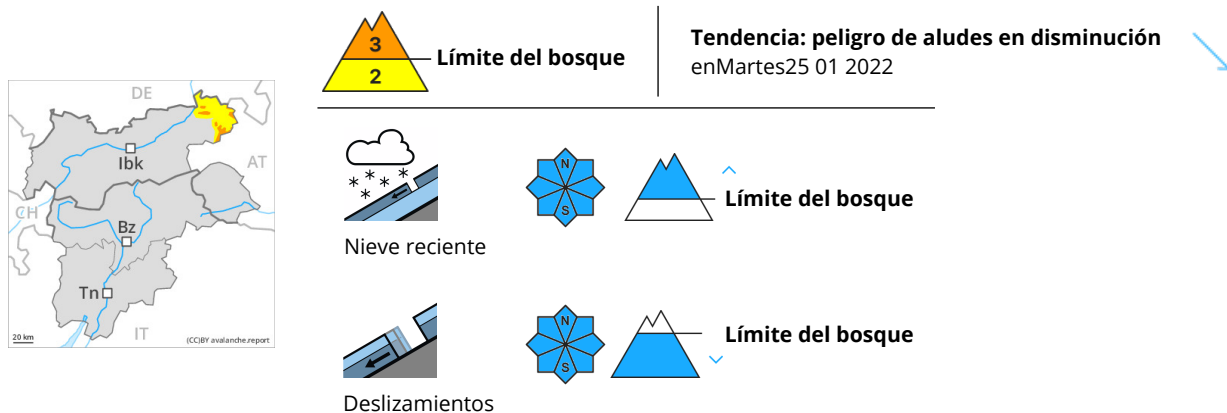 3
2
Límite del bosque
Tendencia: peligro de aludes en disminución
enMartes25 01 2022
DE
Ibk
AT
CH
Bz
Tn
IT
20 km
(CC)BY avalanche.report
N
S
Límite del bosque
Nieve reciente
N
S
Límite del bosque
Deslizamientos